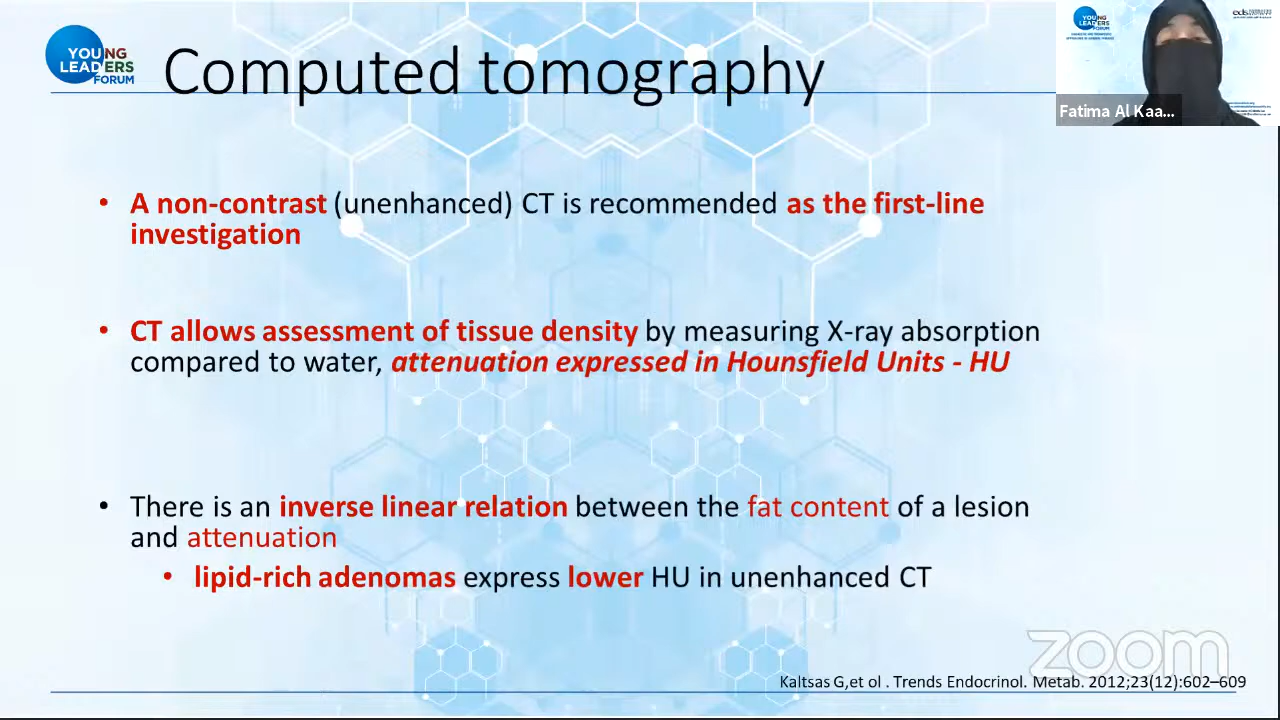 YOUNG
LEADERS
FORUM
Computed tomography
YOUNG
LEADERS
FORUM
Fatima Al Kaa...
• A non-contrast (unenhanced) CT is recommended as the first-line
investigation
• CT allows assessment of tissue density by measuring X-ray absorption
compared to water, attenuation expressed in Hounsfield Units - HU
• There is an inverse linear relation between the fat content of a lesion
and attenuation
• lipid-rich adenomas express lower HU in unenhanced CT
zoom
Kaltsas G,et ol . Trends Endocrinol. Metab. 2012;23(12):602–609